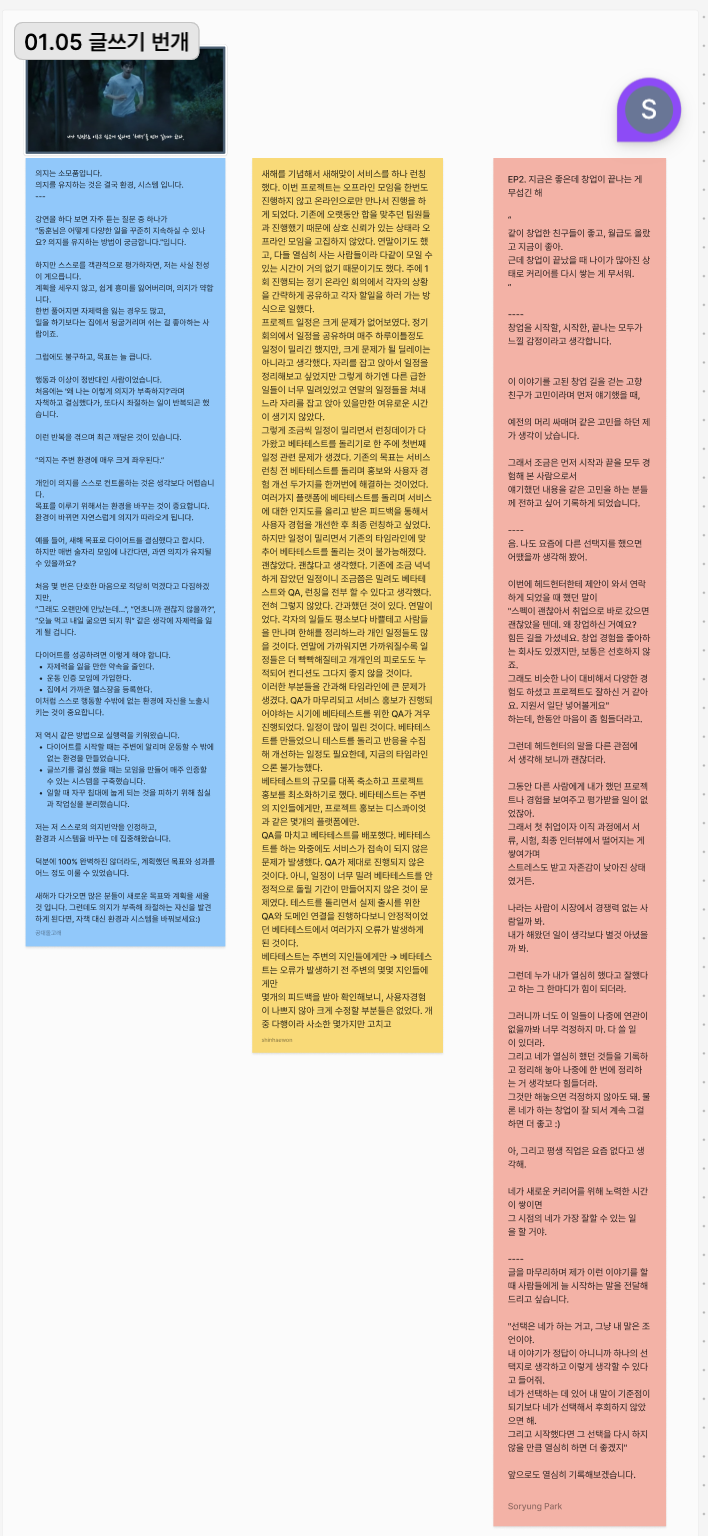 01.05 글쓰기 번개
S
의지는 소모품입니다.
의지를 유지하는 것은 결국 환경, 시스템 입니다.
---
강연을 하다 보면 자주 듣는 질문 중 하나가
"동훈님은 어떻게 다양한 일을 꾸준히 지속하실 수 있나
요? 의지를 유지하는 방법이 궁금합니다."입니다.
하지만 스스로를 객관적으로 평가하자면, 저는 사실 천성
이 게으릅니다.
계획을 세우지 않고, 쉽게 흥미를 잃어버리며, 의지가 약합
니다.
한번 풀어지면 자제력을 잃는 경우도 많고,
일을 하기보다는 집에서 뒹굴거리며 쉬는 걸 좋아하는 사
람이죠.
그럼에도 불구하고, 목표는 늘 큽니다.
행동과 이상이 정반대인 사람이었습니다.
처음에는 '왜 나는 이렇게 의지가 부족하지?'라며
자책하고 결심했다가, 또다시 좌절하는 일이 반복되곤 했
습니다.
이런 반복을 겪으며 최근 깨달은 것이 있습니다.
"의지는 주변 환경에 매우 크게 좌우된다."
개인이 의지를 스스로 컨트롤하는 것은 생각보다 어렵습니
다.
목표를 이루기 위해서는 환경을 바꾸는 것이 중요합니다.
환경이 바뀌면 자연스럽게 의지가 따라오게 됩니다.
예를 들어, 새해 목표로 다이어트를 결심했다고 합시다.
하지만 매번 술자리 모임에 나간다면, 과연 의지가 유지될
수 있을까요?
처음 몇 번은 단호한 마음으로 적당히 먹겠다고 다짐하겠
지만,
"그래도 오랜만에 만났는데...", "연초니까 괜찮지 않을까?",
"오늘 먹고 내일 굶으면 되지 뭐" 같은 생각에 자제력을 잃
게 될 겁니다.
다이어트를 성공하려면 이렇게 해야 합니다.
• 자제력을 잃을 만한 약속을 줄인다.
• 운동 인증 모임에 가입한다.
• 집에서 가까운 헬스장을 등록한다.
이처럼 스스로 행동할 수밖에 없는 환경에 자신을 노출시
키는 것이 중요합니다.
저 역시 같은 방법으로 실행력을 키워왔습니다.
• 다이어트를 시작할 때는 주변에 알리며 운동할 수 밖에
없는 환경을 만들었습니다.
• 글쓰기를 결심 했을 때는 모임을 만들어 매주 인증할
수 있는 시스템을 구축했습니다.
• 일할 때 자꾸 침대에 눕게 되는 것을 피하기 위해 침실
과 작업실을 분리했습니다.
저는 저 스스로의 의지빈약을 인정하고,
환경과 시스템을 바꾸는 데 집중해왔습니다.
덕분에 100% 완벽하진 않더라도, 계획했던 목표와 성과를
어느 정도 이룰 수 있었습니다.
새해가 다가오면 많은 분들이 새로운 목표와 계획을 세울
것 입니다. 그런데도 의지가 부족해 좌절하는 자신을 발견
하게 된다면, 자책 대신 환경과 시스템을 바꿔보세요:)
새해를 기념해서 새해맞이 서비스를 하나 런칭
했다. 이번 프로젝트는 오프라인 모임을 한번도
진행하지 않고 온라인으로만 만나서 진행을 하
게 되었다. 기존에 오랫동안 합을 맞추던 팀원들
과 진행했기 때문에 상호 신뢰가 있는 상태라 오
프라인 모임을 고집하지 않았다. 연말이기도 했
고, 다들 열심히 사는 사람들이라 다같이 모일 수
있는 시간이 거의 없기 때문이기도 했다. 주에 1
회 진행되는 정기 온라인 회의에서 각자의 상황
을 간략하게 공유하고 각자 할일을 하러 가는 방
식으로 일했다.
프로젝트 일정은 크게 문제가 없어보였다. 정기
회의에서 일정을 공유하며 매주 하루이틀정도
일정이 밀리긴 했지만, 크게 문제가 될 딜레이는
아니라고 생각했다. 자리를 잡고 앉아서 일정을
정리해보고 싶었지만 그렇게 하기엔 다른 급한
일들이 너무 밀려있었고 연말의 일정들을 쳐내
느라 자리를 잡고 앉아 있을만한 여유로운 시간
이 생기지 않았다.
그렇게 조금씩 일정이 밀리면서 런칭데이가 다
가왔고 베타테스트를 돌리기로 한 주에 첫번째
일정 관련 문제가 생겼다. 기존의 목표는 서비스
런칭 전 베타테스트를 돌리며 홍보와 사용자 경
험 개선 두가지를 한꺼번에 해결하는 것이었다.
여러가지 플랫폼에 베타테스트를 돌리며 서비스
에 대한 인지도를 올리고 받은 피드백을 통해서
사용자 경험을 개선한 후 최종 런칭하고 싶었다.
하지만 일정이 밀리면서 기존의 타임라인에 맞
추어 베타테스트를 돌리는 것이 불가능해졌다.
괜찮았다. 괜찮다고 생각했다. 기존에 조금 넉넉
하게 잡았던 일정이니 조금쯤은 밀려도 베타테
스트와 QA, 런칭을 전부 할 수 있다고 생각했다.
전혀 그렇지 않았다. 간과했던 것이 있다. 연말이
었다. 각자의 일들도 평소보다 바쁠테고 사람들
을 만나며 한해를 정리하느라 개인 일정들도 많
을 것이다. 연말에 가까워지면 가까워질수록 일
정들은 더 빡빡해질테고 개개인의 피로도도 누
적되어 컨디션도 그다지 좋지 않을 것이다.
이러한 부분들을 간과해 타임라인에 큰 문제가
생겼다. QA가 마무리되고 서비스 홍보가 진행되
어야하는 시기에 베타테스트를 위한 QA가 겨우
진행되었다. 일정이 많이 밀린 것이다. 베타테스
트를 만들었으니 테스트를 돌리고 반응을 수집
해 개선하는 일정도 필요한데, 지금의 타임라인
으론 불가능했다.
베타테스트의 규모를 대폭 축소하고 프로젝트
홍보를 최소화하기로 했다. 베타테스트는 주변
의 지인들에게만, 프로젝트 홍보는 디스콰이엇
과 같은 몇개의 플랫폼에만.
QA를 마치고 베타테스트를 배포했다. 베타테스
트를 하는 와중에도 서비스가 접속이 되지 않은
문제가 발생했다. QA가 제대로 진행되지 않은
것이다. 아니, 일정이 너무 밀려 베타테스트를 안
정적으로 돌릴 기간이 만들어지지 않은 것이 문
제였다. 테스트를 돌리면서 실제 출시를 위한
QA와 도메인 연결을 진행하다보니 안정적이었
던 베타테스트에서 여러가지 오류가 발생하게
된 것이다.
베타테스트는 주변의 지인들에게만 → 베타테스
트는 오류가 발생하기 전 주변의 몇몇 지인들에
게만
몇개의 피드백을 받아 확인해보니, 사용자경험
이 나쁘지 않아 크게 수정할 부분들은 없었다. 개
중 다행이라 사소한 몇가지만 고치고
shinhaewon
EP2. 지금은 좋은데 창업이 끝나는 게
무섭긴 해
"
같이 창업한 친구들이 좋고, 월급도 올랐
고 지금이 좋아.
근데 창업이 끝났을 때 나이가 많아진 상
태로 커리어를 다시 쌓는 게 무서워.
"
----
창업을 시작할, 시작한, 끝나는 모두가
느낄 감정이라고 생각합니다.
이 이야기를 고된 창업 길을 걷는 고향
친구가 고민이라며 먼저 얘기했을 때,
예전의 머리 싸매며 같은 고민을 하던 제
가 생각이 났습니다.
그래서 조금은 먼저 시작과 끝을 모두 경
험해 본 사람으로서
얘기했던 내용을 같은 고민을 하는 분들
께 전하고 싶어 기록하게 되었습니다.
----
음. 나도 요즘에 다른 선택지를 했으면
어땠을까 생각해 봤어.
이번에 헤드헌터한테 제안이 와서 연락
하게 되었을 때 했던 말이
"스펙이 괜찮아서 취업으로 바로 갔으면
괜찮았을 텐데. 왜 창업하신 거예요?
힘든 길을 가셨네요. 창업 경험을 좋아하
는 회사도 있겠지만, 보통은 선호하지 않
죠.
그래도 비슷한 나이 대비해서 다양한 경
험도 하셨고 프로젝트도 잘하신 거 같아
요. 지원서 일단 넣어볼게요"
하는데, 한동안 마음이 좀 힘들더라고.
그런데 헤드헌터의 말을 다른 관점에
서 생각해 보니까 괜찮더라.
그동안 다른 사람에게 내가 했던 프로젝
트나 경험을 보여주고 평가받을 일이 없
었잖아.
그래서 첫 취업이자 이직 과정에서 서
류, 시험, 최종 인터뷰에서 떨어지는 게
쌓여가며
스트레스도 받고 자존감이 낮아진 상태
였거든.
나라는 사람이 시장에서 경쟁력 없는 사
람일까 봐.
내가 해왔던 일이 생각보다 별것 아녔을
까 봐.
그런데 누가 내가 열심히 했다고 잘했다
고 하는 그 한마디가 힘이 되더라.
그러니까 너도 이 일들이 나중에 연관이
없을까봐 너무 걱정하지 마. 다 쓸 일
이 있더라.
그리고 네가 열심히 했던 것들을 기록하
고 정리해 놓아 나중에 한 번에 정리하
는 거 생각보다 힘들더라.
그것만 해놓으면 걱정하지 않아도 돼. 물
론 네가 하는 창업이 잘 되서 계속 그걸
하면 더 좋고 :)
아, 그리고 평생 직업은 요즘 없다고 생
각해.
네가 새로운 커리어를 위해 노력한 시간
이 쌓이면
그 시점의 네가 가장 잘할 수 있는 일
을 할 거야.
----
글을 마무리하며 제가 이런 이야기를 할
때 사람들에게 늘 시작하는 말을 전달해
드리고 싶습니다.
"선택은 네가 하는 거고, 그냥 내 말은 조
언이야.
내 이야기가 정답이 아니니까 하나의 선
택지로 생각하고 이렇게 생각할 수 있다
고 들어줘.
네가 선택하는 데 있어 내 말이 기준점이
되기보다 네가 선택해서 후회하지 않았
으면 해.
그리고 시작했다면 그 선택을 다시 하지
않을 만큼 열심히 하면 더 좋겠지"
앞으로도 열심히 기록해보겠습니다.
Soryung Park